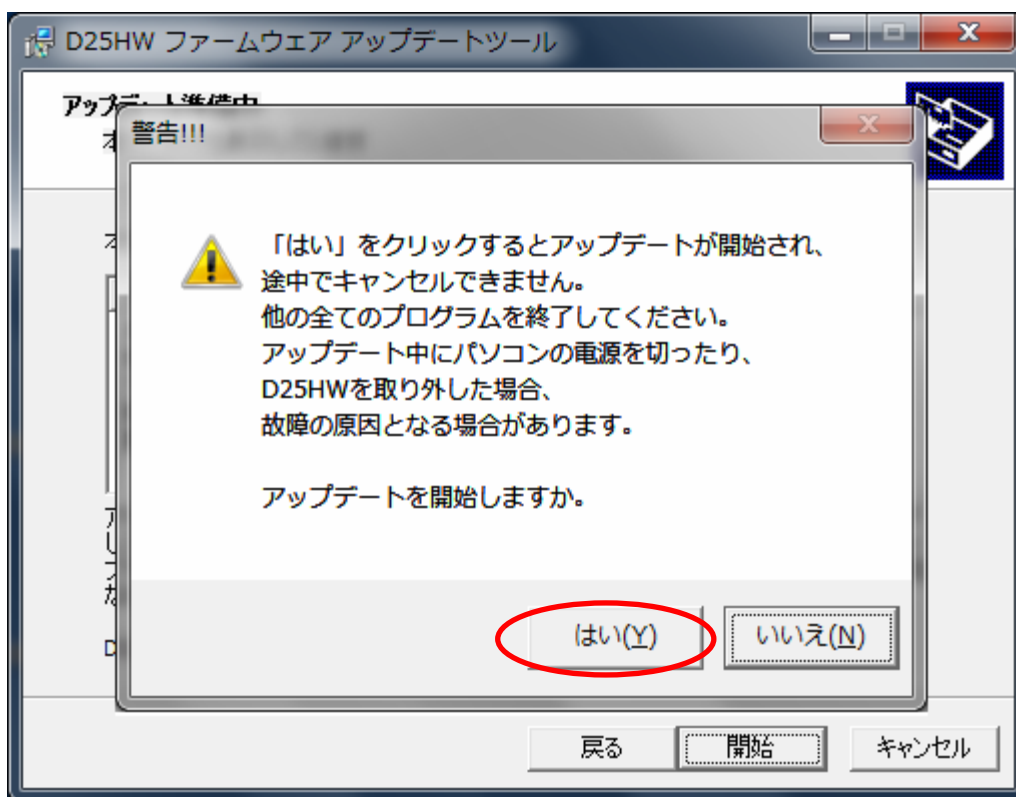 D25HW ファームウェア アップデートツール
警告!!!
「はい」をクリックするとアップデートが開始され、
途中でキャンセルできません。
他の全てのプログラムを終了してください。
アップデート中にパソコンの電源を切ったり、
D25HWを取り外した場合、
故障の原因となる場合があります。
アップデートを開始しますか。
はい(Y)
いいえ(N)
戻る
開始
キャンセル